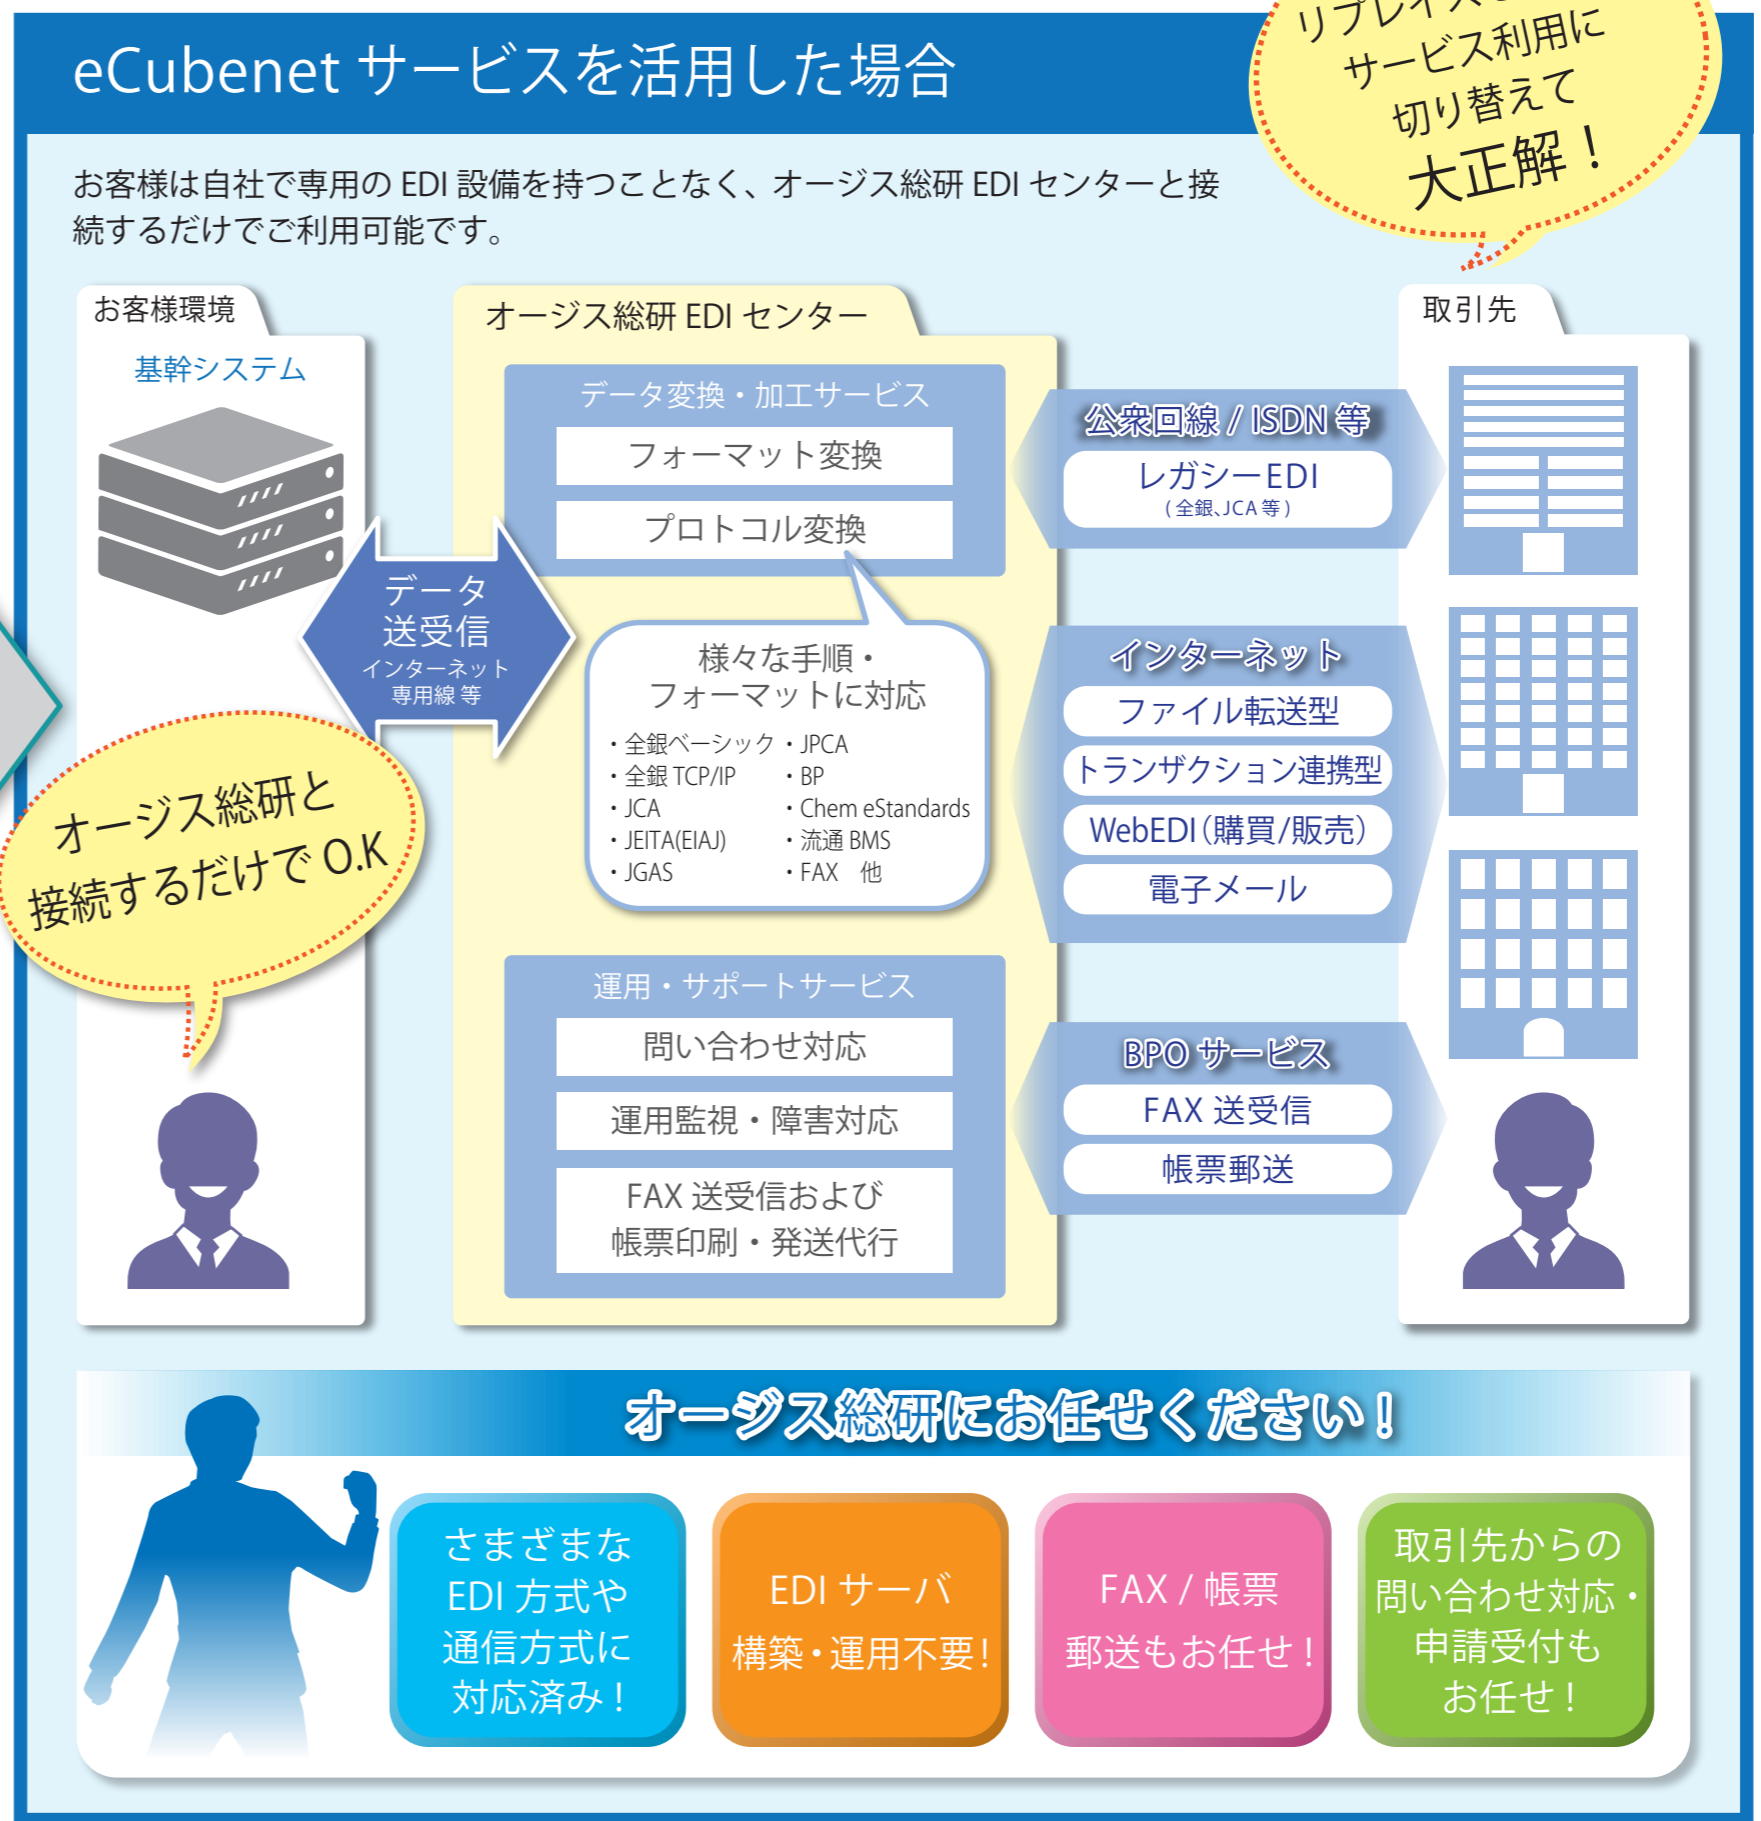 eCubenet サービスを活用した場合
サービス利用に
切り替えて
大正解！
お客様は自社で専用の EDI 設備を持つことなく、オージス総研 EDI センターと接
続するだけでご利用可能です。
お客様環境
基幹システム
データ
送受信
インターネット
専用線 等
オージス総研と
接続するだけで O.K
オージス総研 EDI センター
データ変換・加工サービス
フォーマット変換
プロトコル変換
様々な手順・
フォーマットに対応
・全銀ベーシック ・JPCA
・全銀 TCP/IP ・BP
・JCA ・Chem eStandards
・JEITA(EIAJ) ・流通 BMS
・JGAS ・FAX 他
運用・サポートサービス
問い合わせ対応
運用監視・障害対応
FAX 送受信および
帳票印刷・発送代行
公衆回線 / ISDN 等
レガシーEDI
( 全銀、JCA 等 )
インターネット
ファイル転送型
トランザクション連携型
WebEDI（購買/販売）
電子メール
BPO サービス
FAX 送受信
帳票郵送
取引先
オージス総研にお任せください！
さまざまな
EDI 方式や
通信方式に
対応済み！
EDI サーバ
構築・運用不要！
FAX / 帳票
郵送もお任せ！
取引先からの
問い合わせ対応・
申請受付も
お任せ！